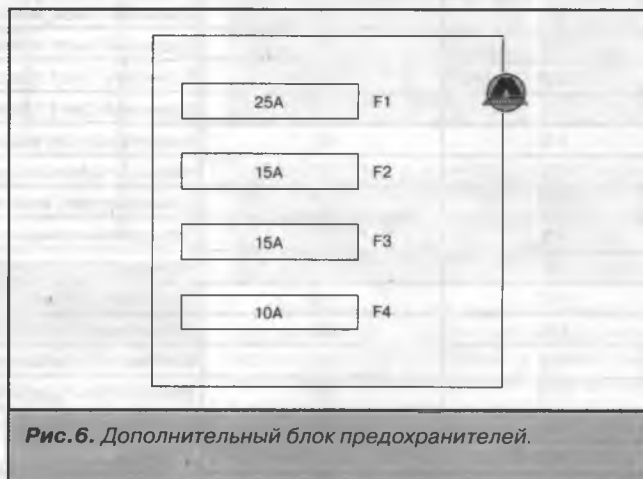 25A F1
15A F2
15A F3
10A F4
Рис.6. Дополнительный блок предохранителей.